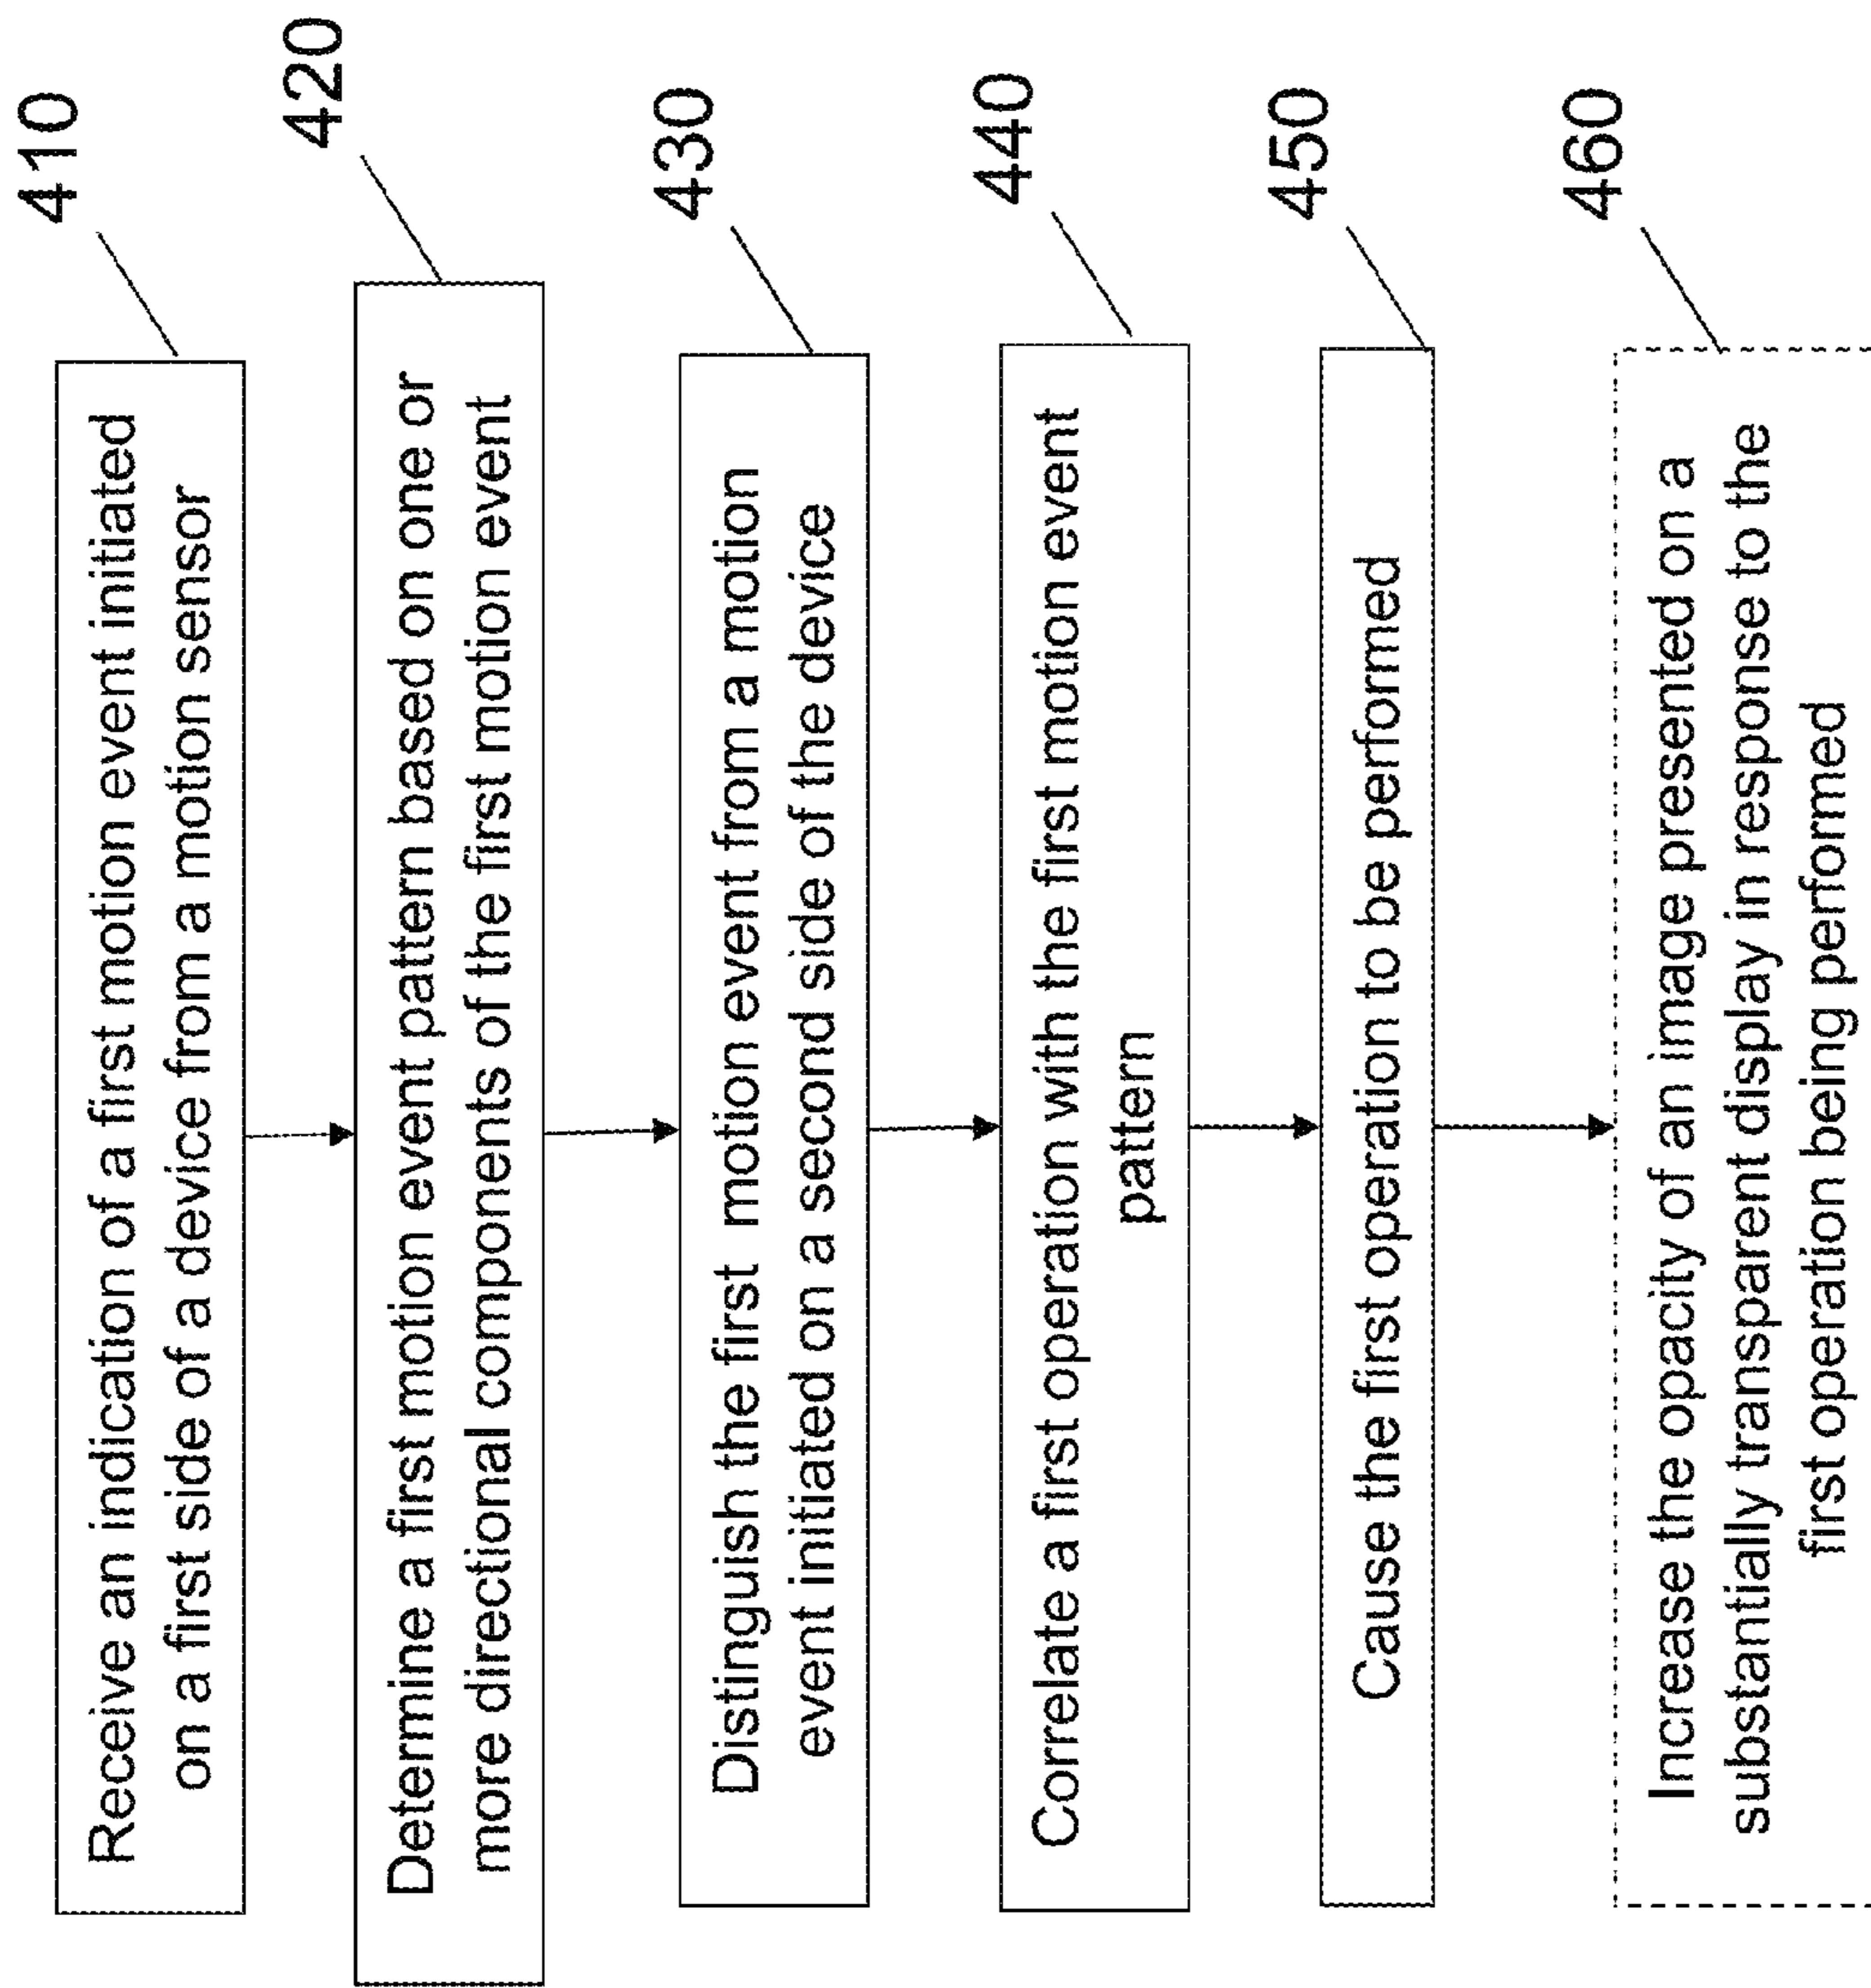 410
Receive an indication of a first motion event initiated
on a first side of a device from a motion sensor
420
Determine a first motion event pattern based on one or
more directional components of the first motion event
430
Distinguish the first motion event from a motion
event initiated on a second side of the device
440
Correlate a first operation with the first motion event
pattern
450
Cause the first operation to be performed
460
Increase the opacity of an image presented on a
substantially transparent display in response to the
first operation being performed